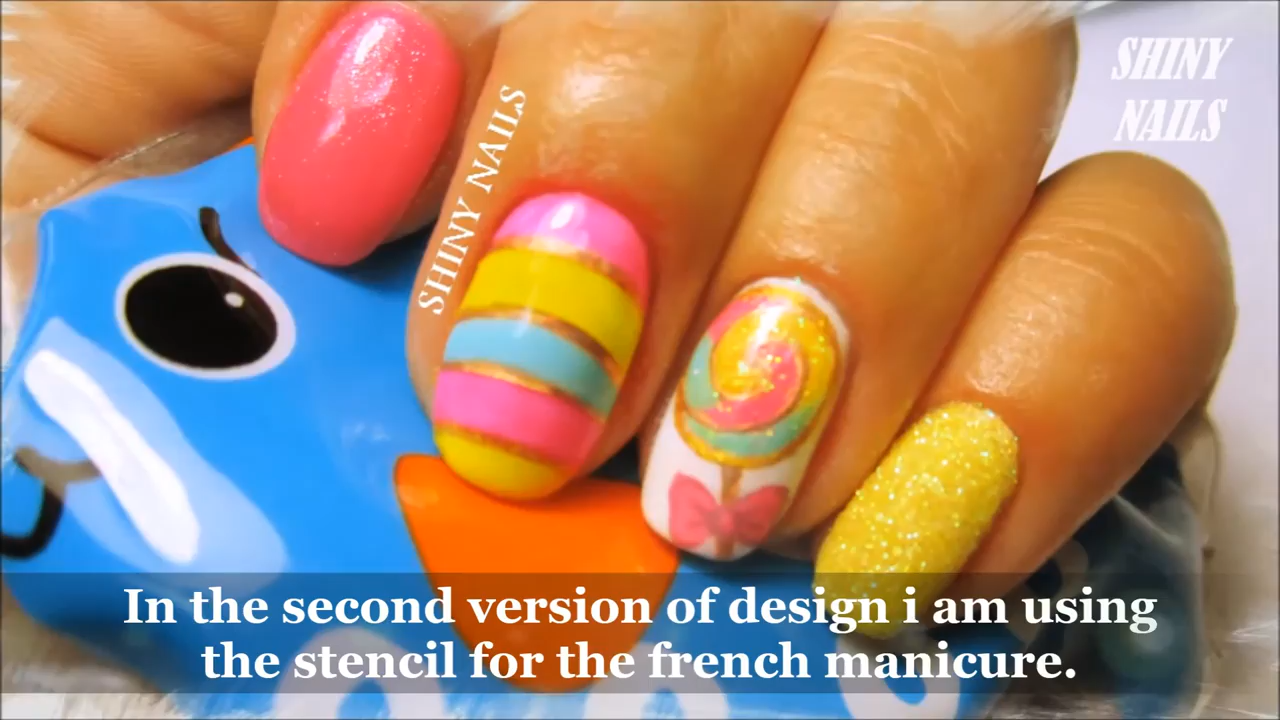 SHINY
NAILS
SHINY NAILS
In the second version of design i am using
the stencil for the french manicure.